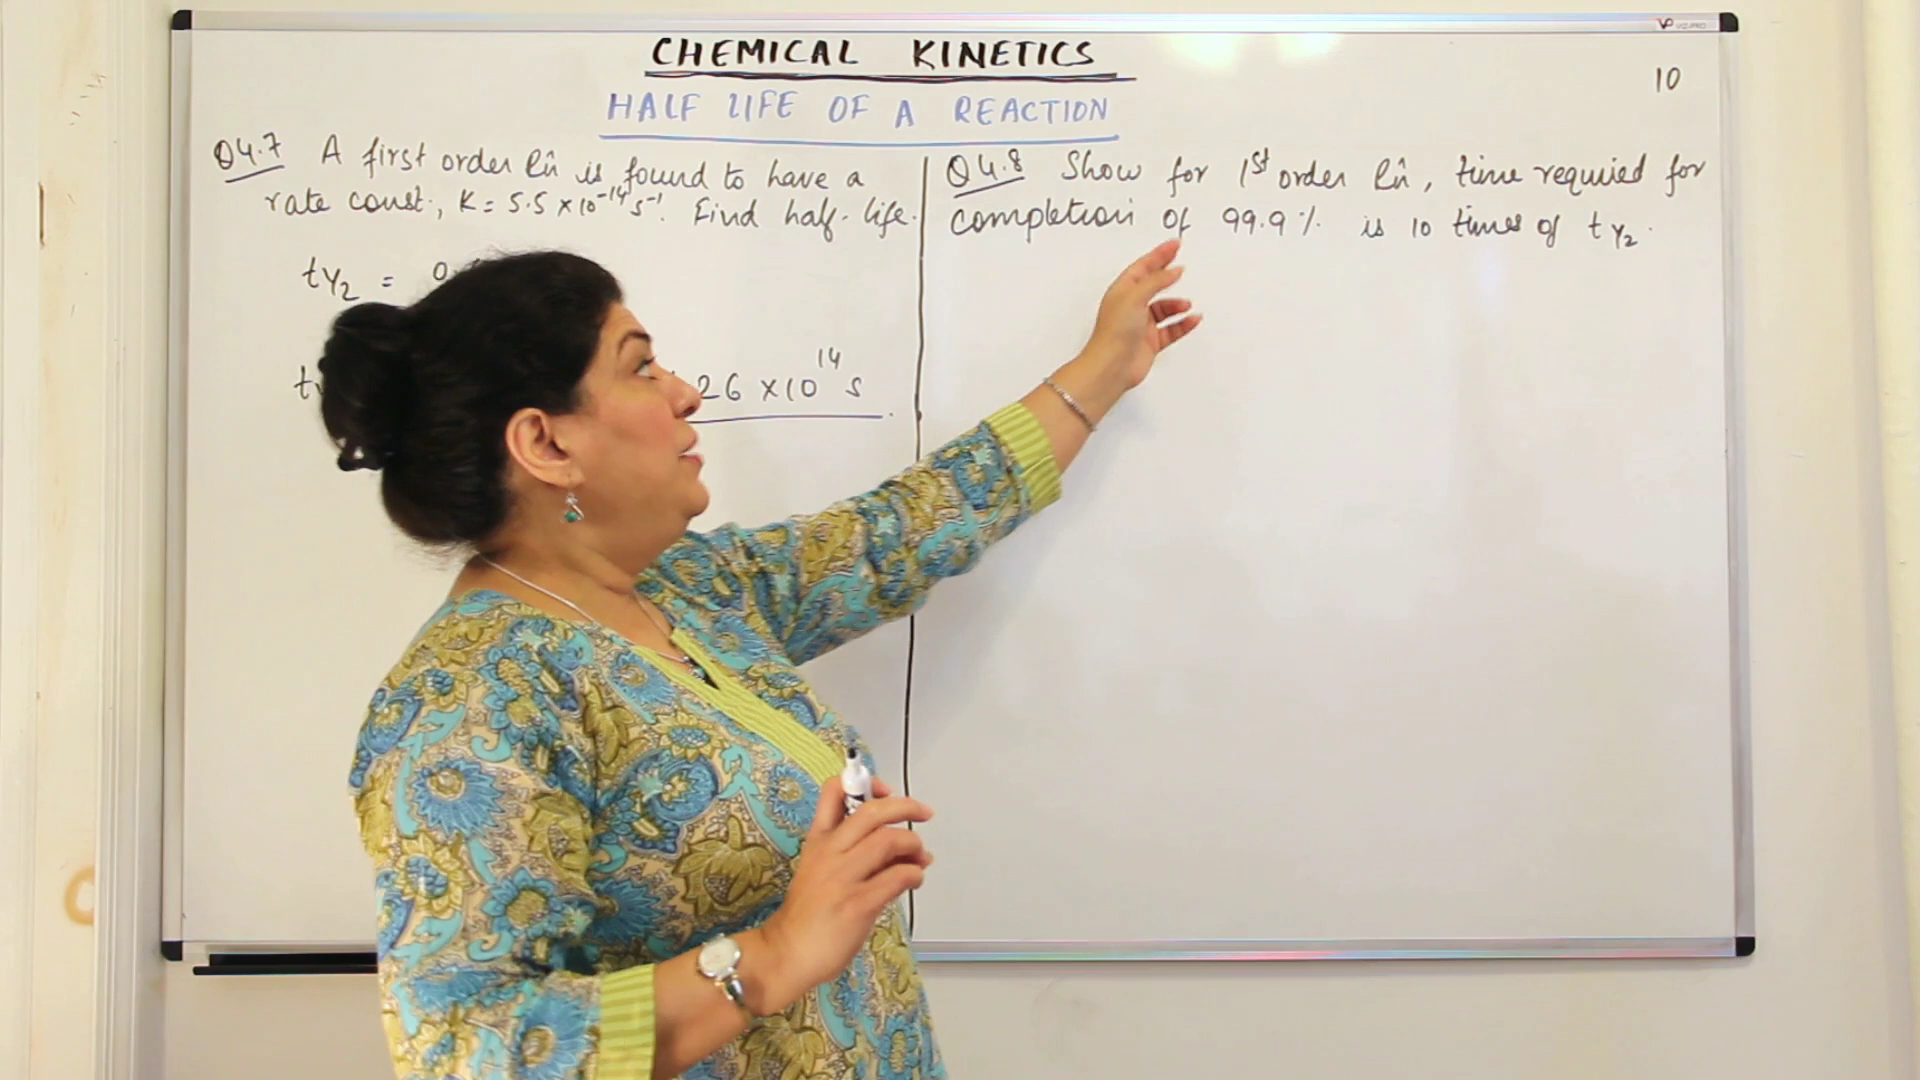 CHEMICAL KINETICS
10
HALF LIFE OF A REACTION
Q4.7 A first order Rn̂ is found to have a
rate const., K = 5.5 × 10⁻¹⁴ s⁻¹. Find half-life.
t1/2 = 0.
26 × 10¹⁴ s
Q4.8 Show for 1st order Rn̂, time required for
completion of 99.9% is 10 times of t1/2.